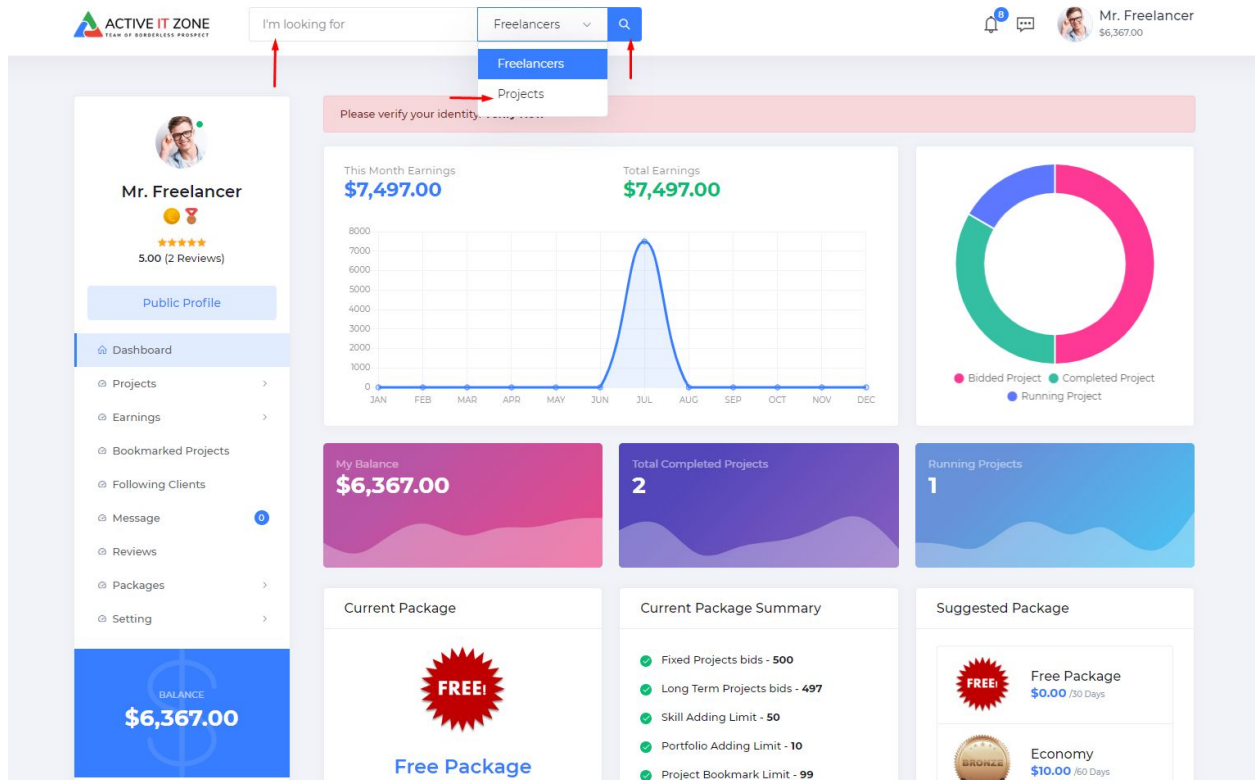 ACTIVE IT ZONE
TEAM OF BORDERLESS PROSPECT
I'm looking for
Freelancers
8
Mr. Freelancer
$6,367.00
Freelancers
Projects
Please verify your identity.
Mr. Freelancer
5.00 (2 Reviews)
Public Profile
Dashboard
Projects
Earnings
Bookmarked Projects
Following Clients
Message 0
Reviews
Packages
Setting
BALANCE
$6,367.00
This Month Earnings
$7,497.00
Total Earnings
$7,497.00
8000
7000
6000
5000
4000
3000
2000
1000
0
JAN FEB MAR APR MAY JUN JUL AUG SEP OCT NOV DEC
Bidded Project Completed Project
Running Project
My Balance
$6,367.00
Total Completed Projects
2
Running Projects
1
Current Package
FREE!
Free Package
Current Package Summary
Fixed Projects bids - 500
Long Term Projects bids - 497
Skill Adding Limit - 50
Portfolio Adding Limit - 10
Project Bookmark Limit - 99
Suggested Package
FREE!
Free Package
$0.00 /30 Days
BRONZE
Economy
$10.00 /60 Days